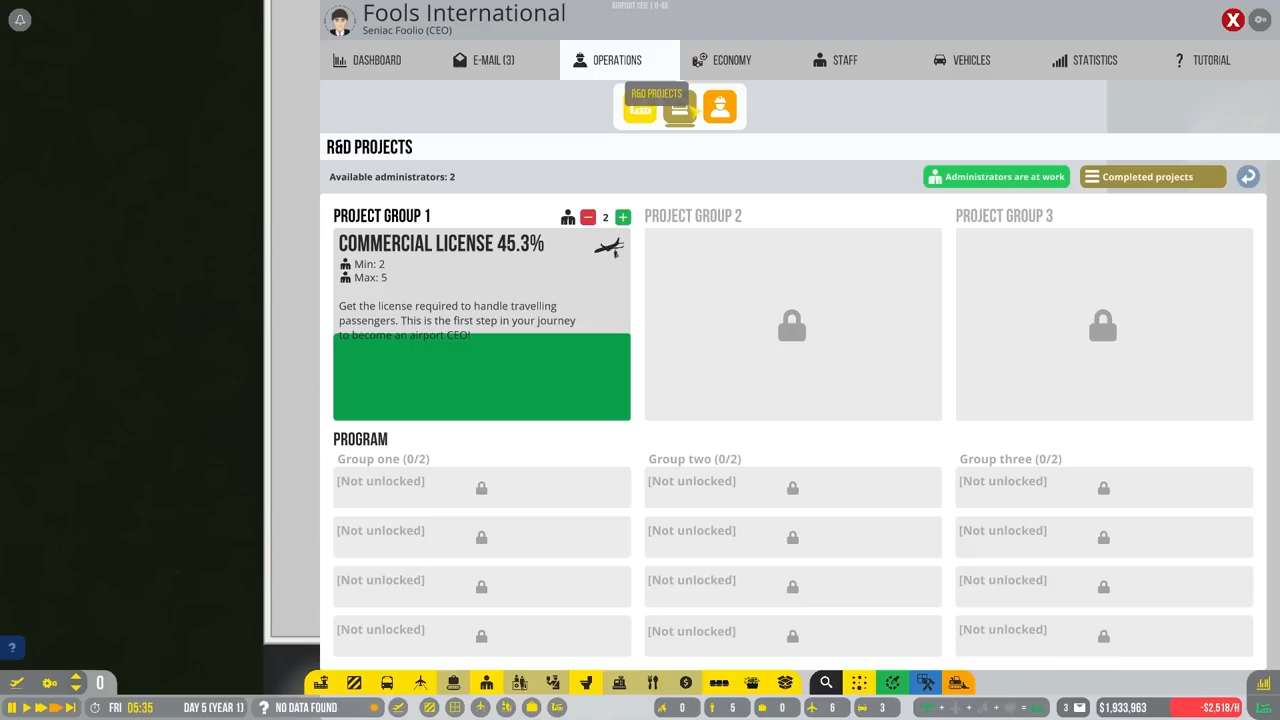 AIRPORT CEO 1.0-45
Fools International
Seniac Foolio (CEO)
DASHBOARD
E-MAIL (3)
OPERATIONS
ECONOMY
STAFF
VEHICLES
STATISTICS
? TUTORIAL
R&D PROJECTS
R&D PROJECTS
Available administrators: 2
Administrators are at work
Completed projects
PROJECT GROUP 1
2
PROJECT GROUP 2
PROJECT GROUP 3
COMMERCIAL LICENSE 45.3%
Min: 2
Max: 5
Get the license required to handle travelling
passengers. This is the first step in your journey
to become an airport CEO!
PROGRAM
Group one (0/2)
Group two (0/2)
Group three (0/2)
[Not unlocked]
[Not unlocked]
[Not unlocked]
[Not unlocked]
[Not unlocked]
[Not unlocked]
[Not unlocked]
[Not unlocked]
[Not unlocked]
[Not unlocked]
[Not unlocked]
[Not unlocked]
?
0
FRI 05:35
DAY 5 (YEAR 1)
? NO DATA FOUND
0
5
0
6
3
3
$1,933,963
-$2,518/H